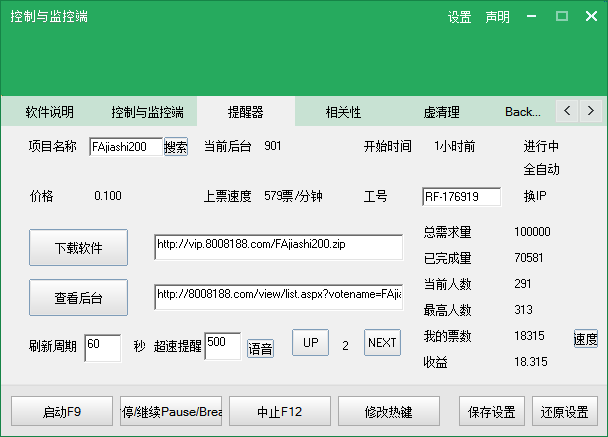 控制与监控端 设置 声明
软件说明 控制与监控端 提醒器 相关性 虚清理 Back...
项目名称 FAjiashi200 搜索 当前后台 901 开始时间 1小时前 进行中
全自动
价格 0.100 上票速度 579票/分钟 工号 RF-176919 换IP
下载软件 http://vip.8008188.com/FAjiashi200.zip
查看后台 http://8008188.com/view/list.aspx?votename=FAjia
总需求量 100000
已完成量 70581
当前人数 291
最高人数 313
我的票数 18315 速度
收益 18.315
刷新周期 60 秒 超速提醒 500 语音 UP 2 NEXT
启动F9 停/继续Pause/Brea 中止F12 修改热键 保存设置 还原设置